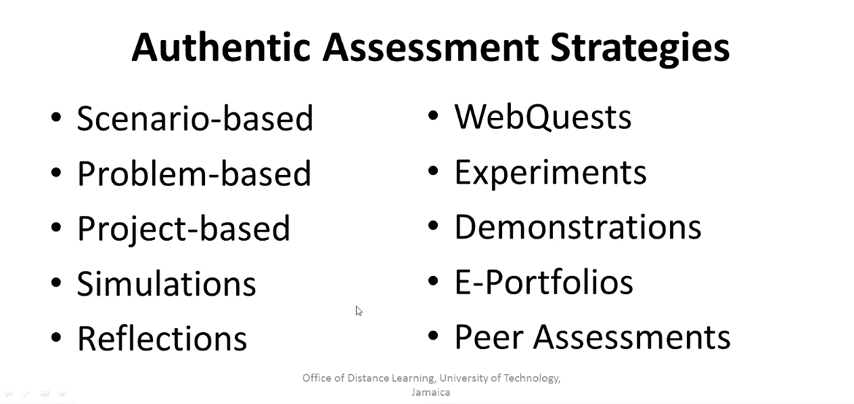 Authentic Assessment Strategies
• Scenario-based
• Problem-based
• Project-based
• Simulations
• Reflections
• WebQuests
• Experiments
• Demonstrations
• E-Portfolios
• Peer Assessments
Office of Distance Learning, University of Technology,
Jamaica